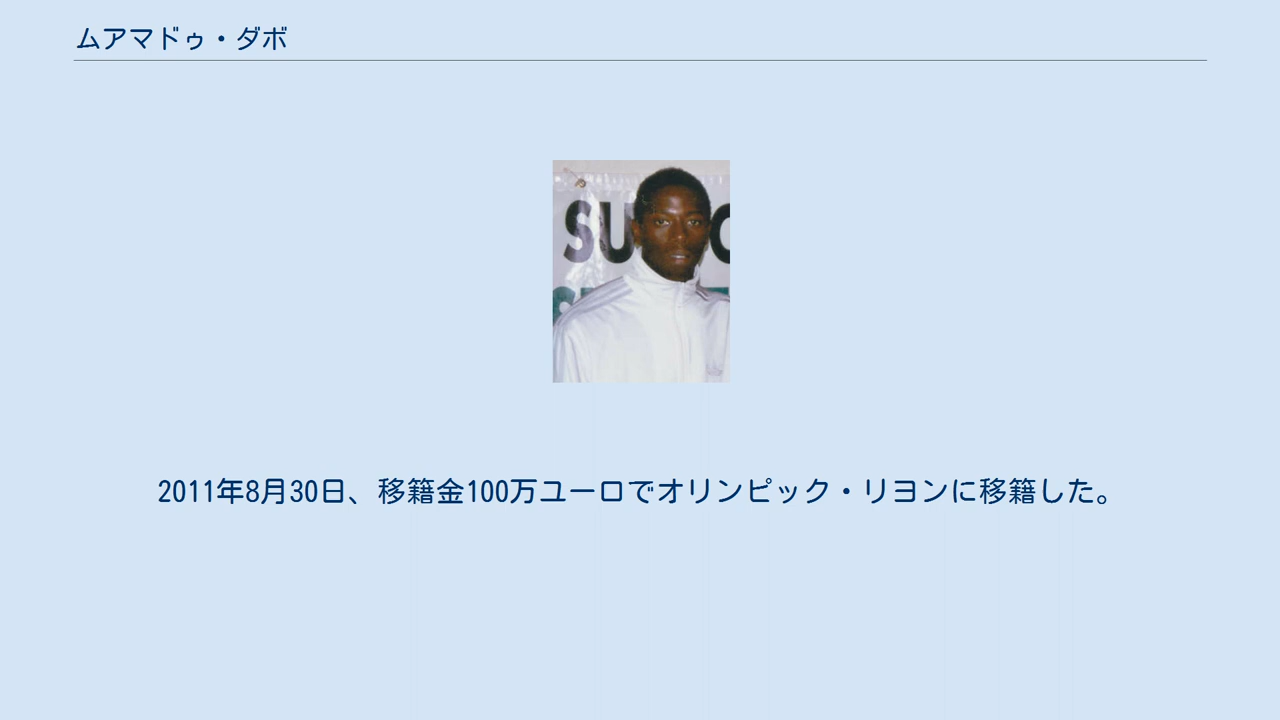 ムアマドゥ・ダボ
SU
2011年8月30日、移籍金100万ユーロでオリンピック・リヨンに移籍した。